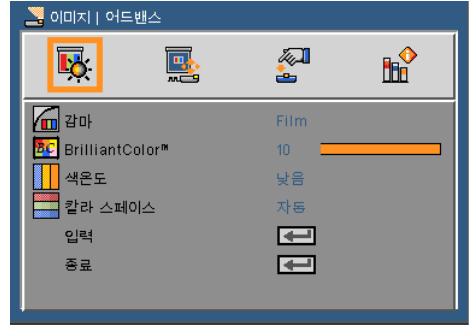 이미지 | 어드밴스
감마 Film
BrilliantColor™ 10
색온도 낮음
칼라 스페이스 자동
입력
종료